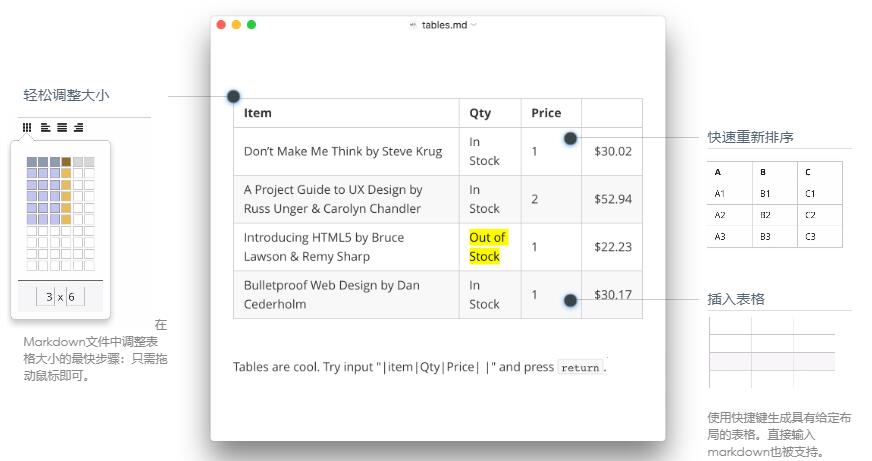 tables.md
轻松调整大小
3 x 6
在
Markdown文件中调整表
格大小的最快步骤：只需拖
动鼠标即可。
Item Qty Price
Don't Make Me Think by Steve Krug In Stock 1 $30.02
A Project Guide to UX Design by
Russ Unger & Carolyn Chandler In Stock 2 $52.94
Introducing HTML5 by Bruce
Lawson & Remy Sharp Out of Stock 1 $22.23
Bulletproof Web Design by Dan
Cederholm In Stock 1 $30.17
Tables are cool. Try input "|item|Qty|Price| |" and press return.
快速重新排序
A B C
A1 B1 C1
A2 B2 C2
A3 B3 C3
插入表格
使用快捷键生成具有给定布
局的表格。直接输入
markdown也被支持。